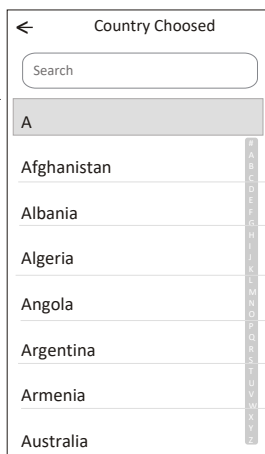 Country Choosed
Search
A
Afghanistan
Albania
Algeria
Angola
Argentina
Armenia
Australia
#
A
B
C
D
E
F
G
H
I
J
K
L
M
N
O
P
Q
R
S
T
U
V
W
X
Y
Z